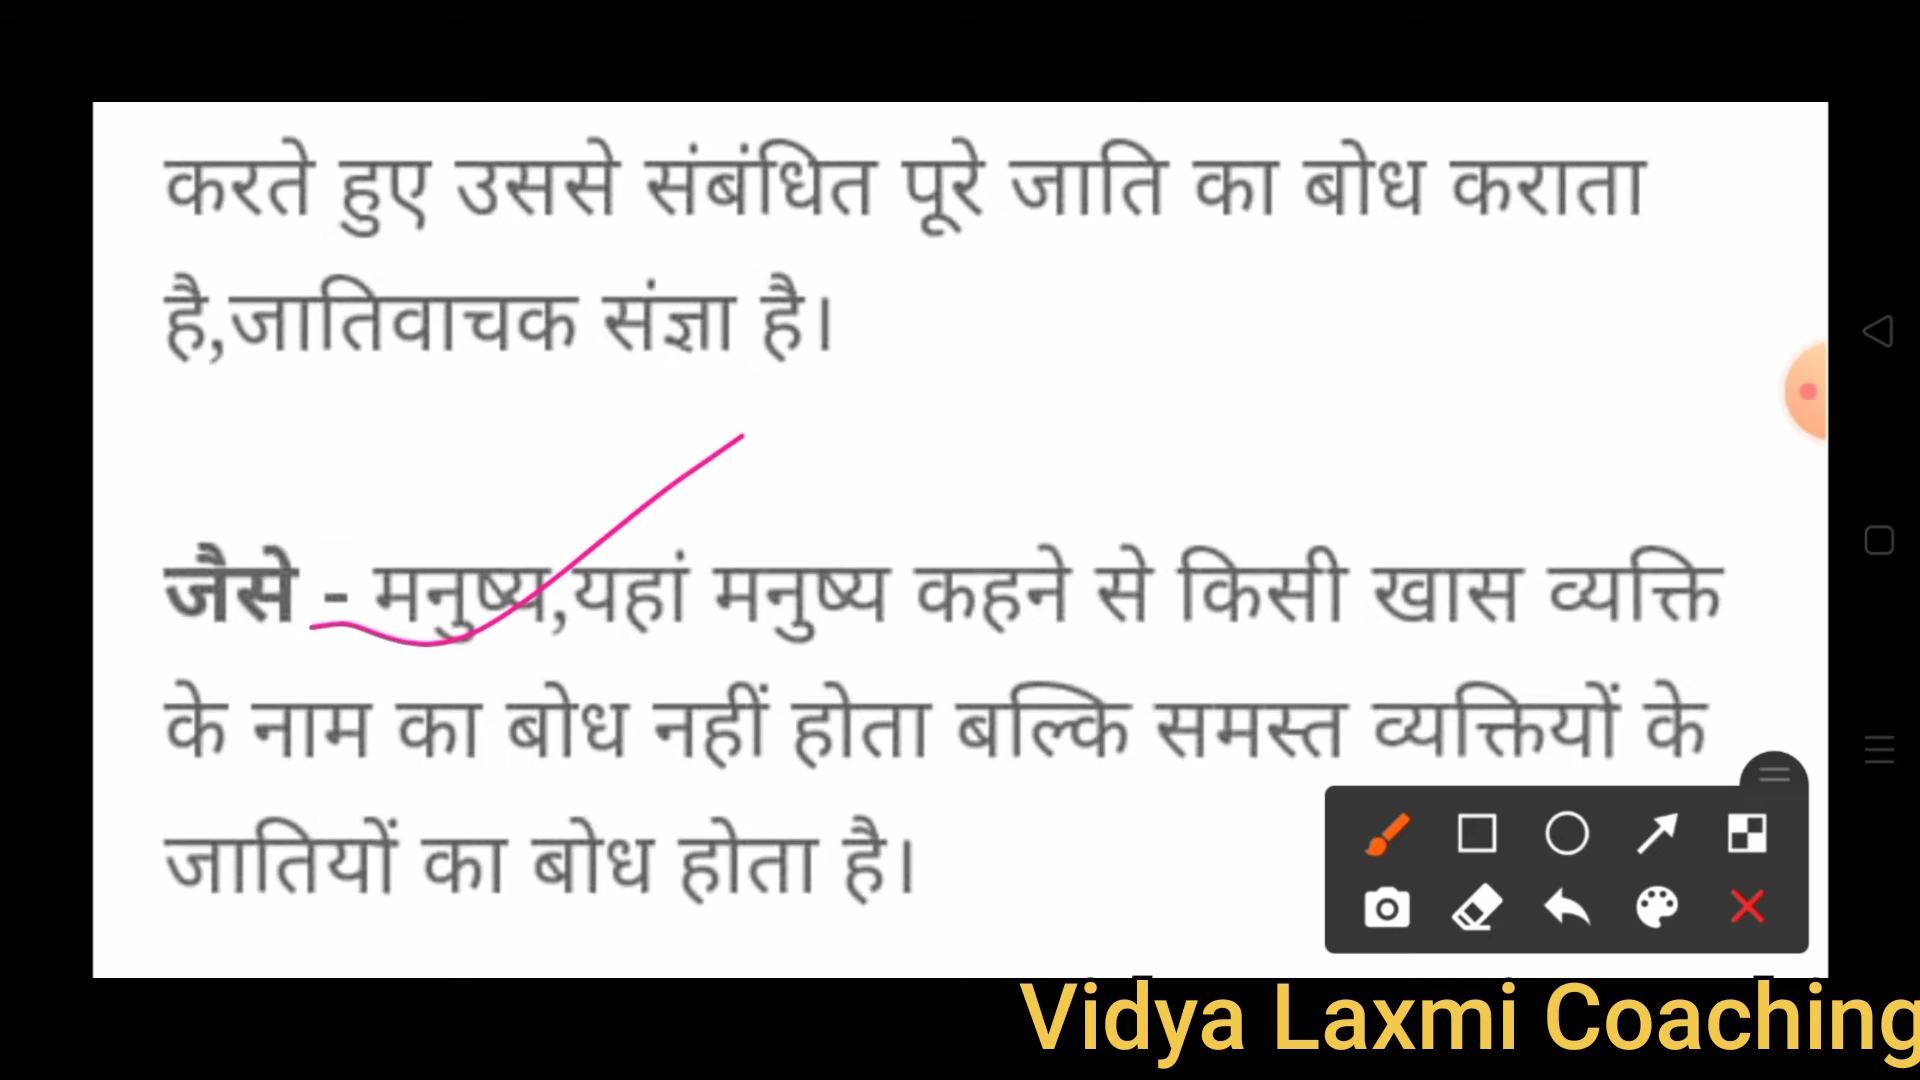 करते हुए उससे संबंधित पूरे जाति का बोध कराता
है,जातिवाचक संज्ञा है।
जैसे - मनुष्य,यहां मनुष्य कहने से किसी खास व्यक्ति
के नाम का बोध नहीं होता बल्कि समस्त व्यक्तियों के
जातियों का बोध होता है।
Vidya Laxmi Coaching